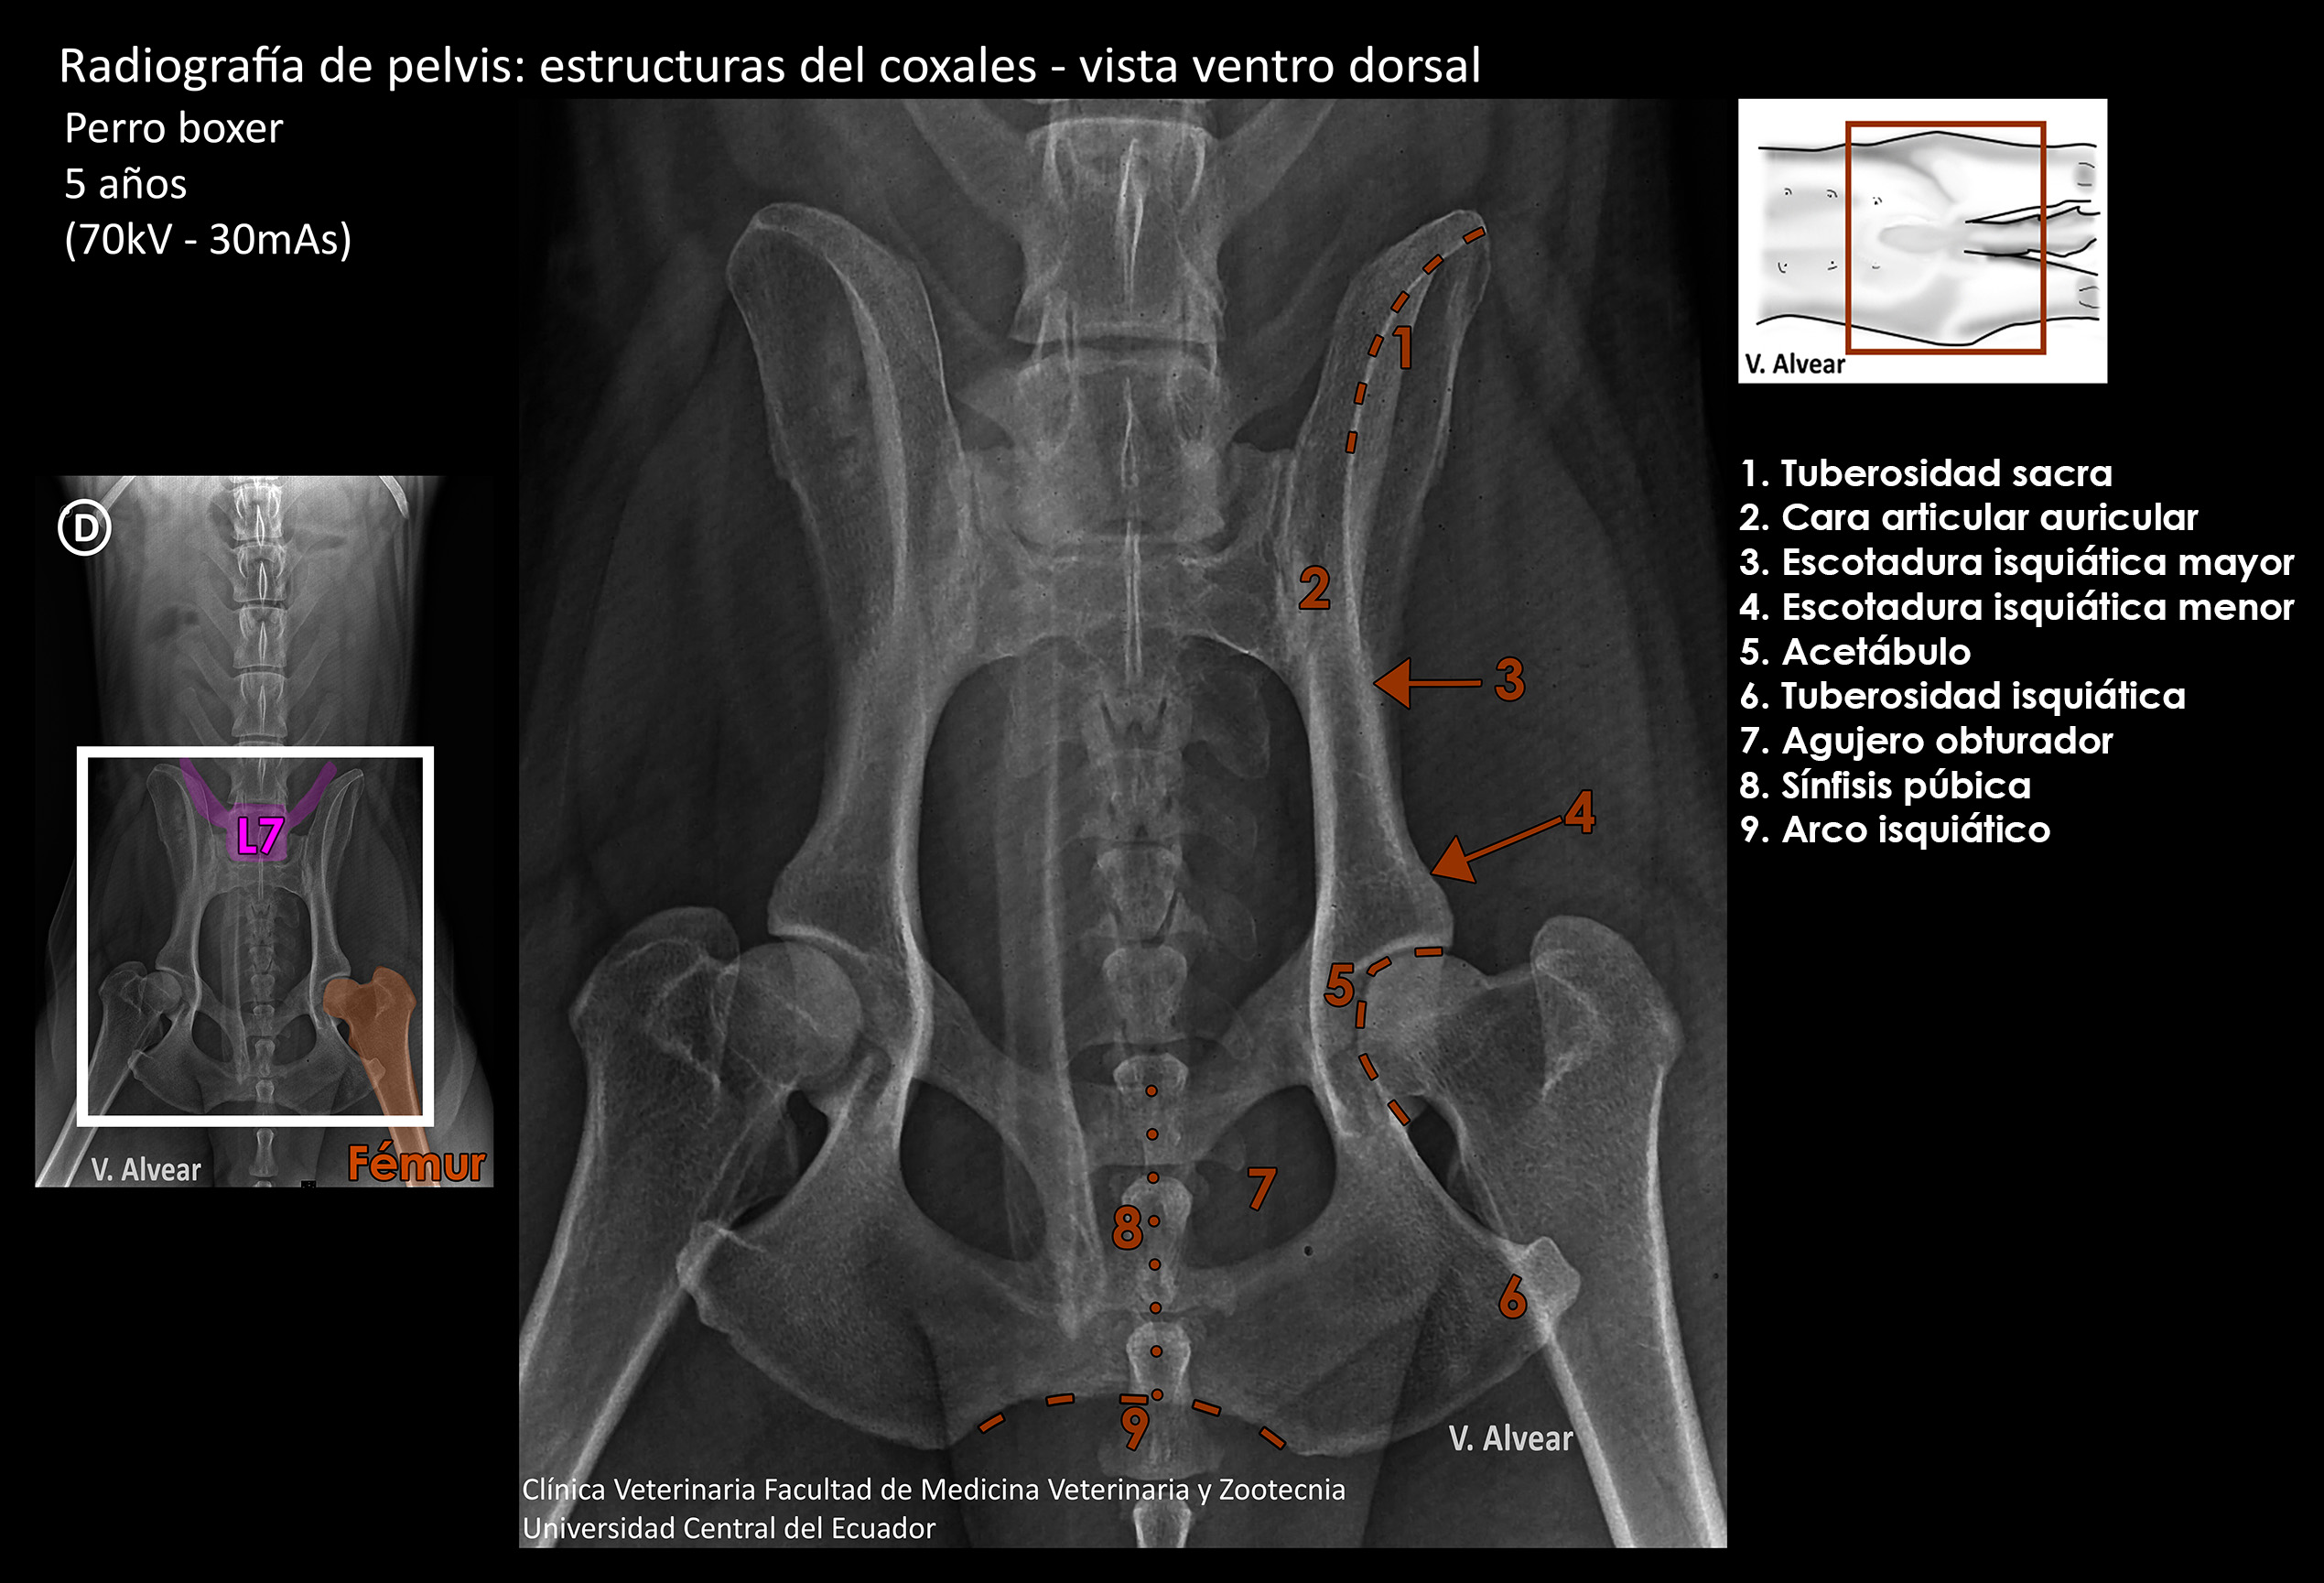 Radiografía de pelvis: estructuras del coxales - vista ventro dorsal
Perro boxer
5 años
(70kV - 30mAs)
D
L7
Fémur
V. Alvear
1
2
3
4
5
6
7
8
9
V. Alvear
Clínica Veterinaria Facultad de Medicina Veterinaria y Zootecnia
Universidad Central del Ecuador
V. Alvear
1. Tuberosidad sacra
2. Cara articular auricular
3. Escotadura isquiática mayor
4. Escotadura isquiática menor
5. Acetábulo
6. Tuberosidad isquiática
7. Agujero obturador
8. Sínfisis púbica
9. Arco isquiático